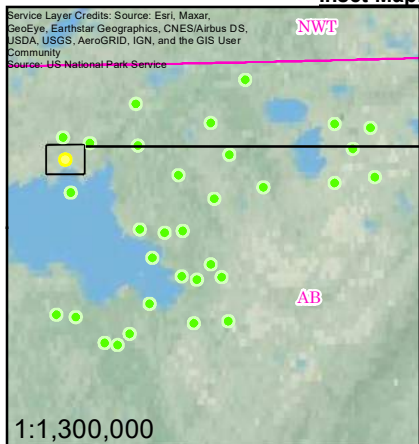 Inset Map
Service Layer Credits: Source: Esri, Maxar,
GeoEye, Earthstar Geographics, CNES/Airbus DS,
USDA, USGS, AeroGRID, IGN, and the GIS User
Community
Source: US National Park Service
NWT
AB
1:1,300,000